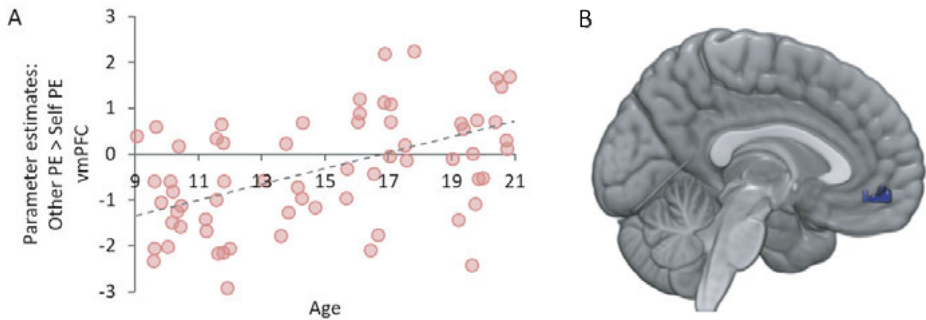 A
B
Parameter estimates:
Other PE > Self PE
vmPFC
3
2
1
0
-1
-2
-3
9 11 13 15 17 19 21
Age